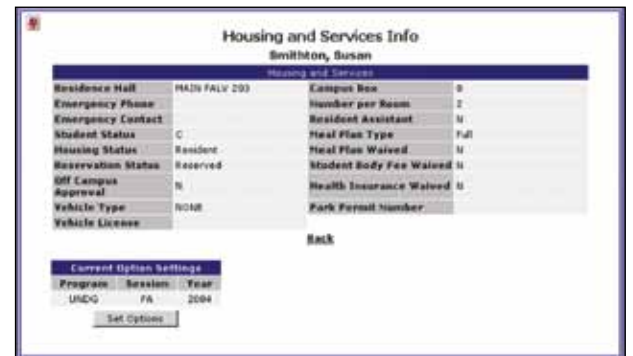 Housing and Services Info
Smithton, Susan
Housing and Services
Residence Hall MAIN FALV 203 Campus Box 0
Emergency Phone Number per Room 2
Emergency Contact Resident Assistant N
Student Status C Meal Plan Type Full
Housing Status Resident Meal Plan Waived N
Reservation Status Reserved Student Body Fee Waived N
Off Campus Approval N Health Insurance Waived N
Vehicle Type NONE Park Permit Number
Vehicle License
Back
Current Option Settings
Program Session Year
UNDG FA 2004
Set Options